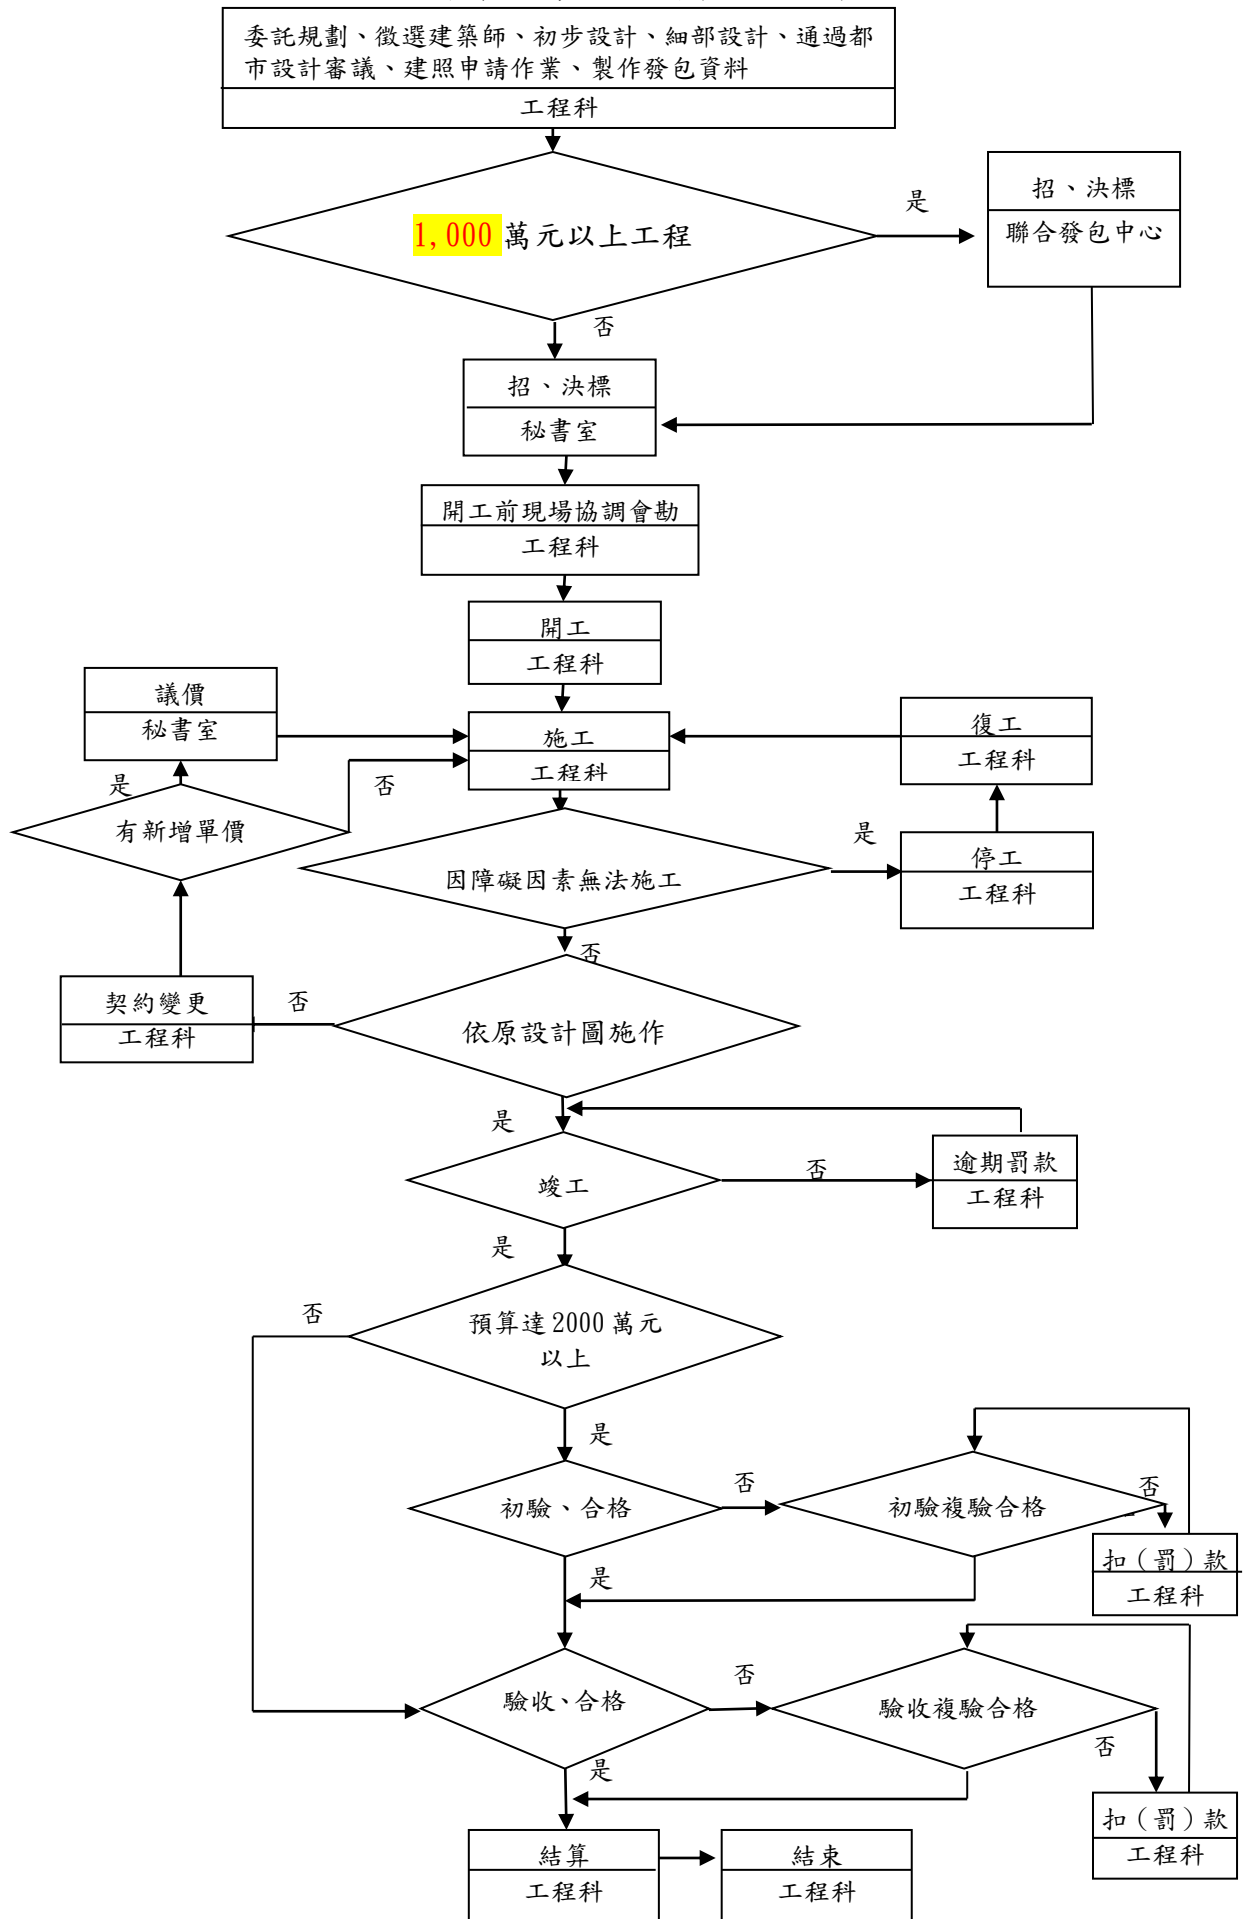 委託規劃、徵選建築師、初步設計、細部設計、通過都
市設計審議、建照申請作業、製作發包資料
工程科
1,000 萬元以上工程
是
招、決標
聯合發包中心
否
招、決標
秘書室
開工前現場協調會勘
工程科
開工
工程科
議價
秘書室
施工
工程科
復工
工程科
是
否
有新增單價
因障礙因素無法施工
是
停工
工程科
否
契約變更
工程科
否
依原設計圖施作
是
竣工
否
逾期罰款
工程科
是
否
預算達 2000 萬元
以上
是
初驗、合格
否
初驗複驗合格
否
扣（罰）款
工程科
是
驗收、合格
否
驗收複驗合格
否
扣（罰）款
工程科
是
結算
工程科
結束
工程科